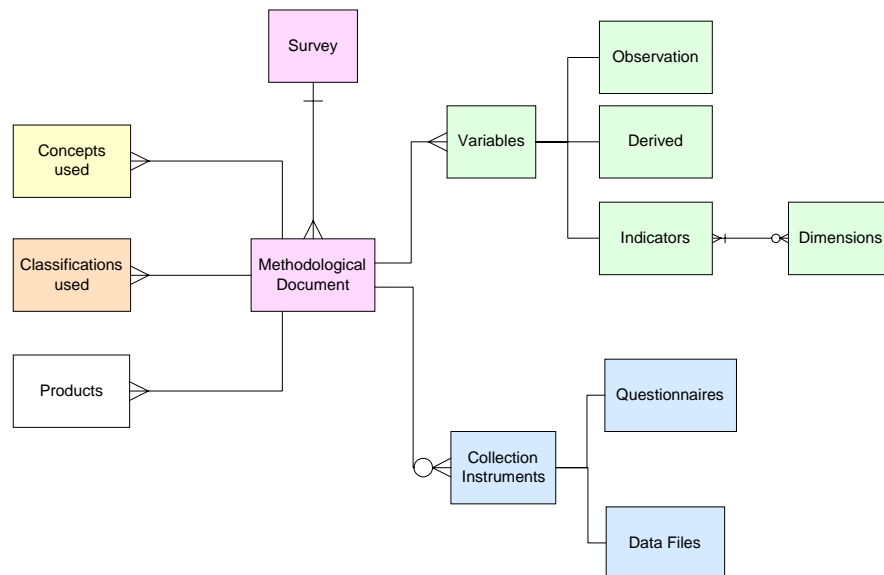 Survey
Observation
Concepts
used
Variables
Derived
Classifications
used
Methodological
Document
Indicators
Dimensions
Products
Questionnaires
Collection
Instruments
Data Files